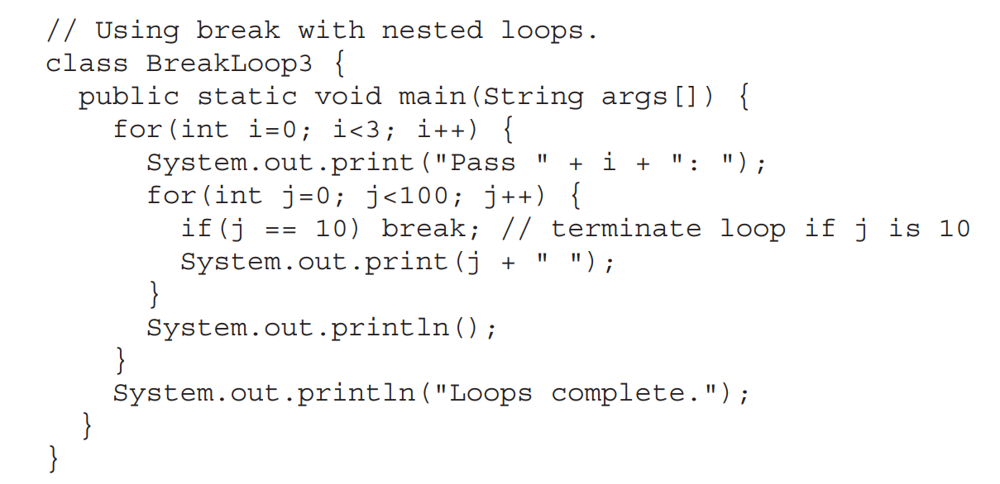 // Using break with nested loops.
class BreakLoop3 {
  public static void main(String args[]) {
    for(int i=0; i<3; i++) {
      System.out.print("Pass " + i + ": ");
      for(int j=0; j<100; j++) {
        if(j == 10) break; // terminate loop if j is 10
        System.out.print(j + " ");
      }
      System.out.println();
    }
    System.out.println("Loops complete.");
  }
}